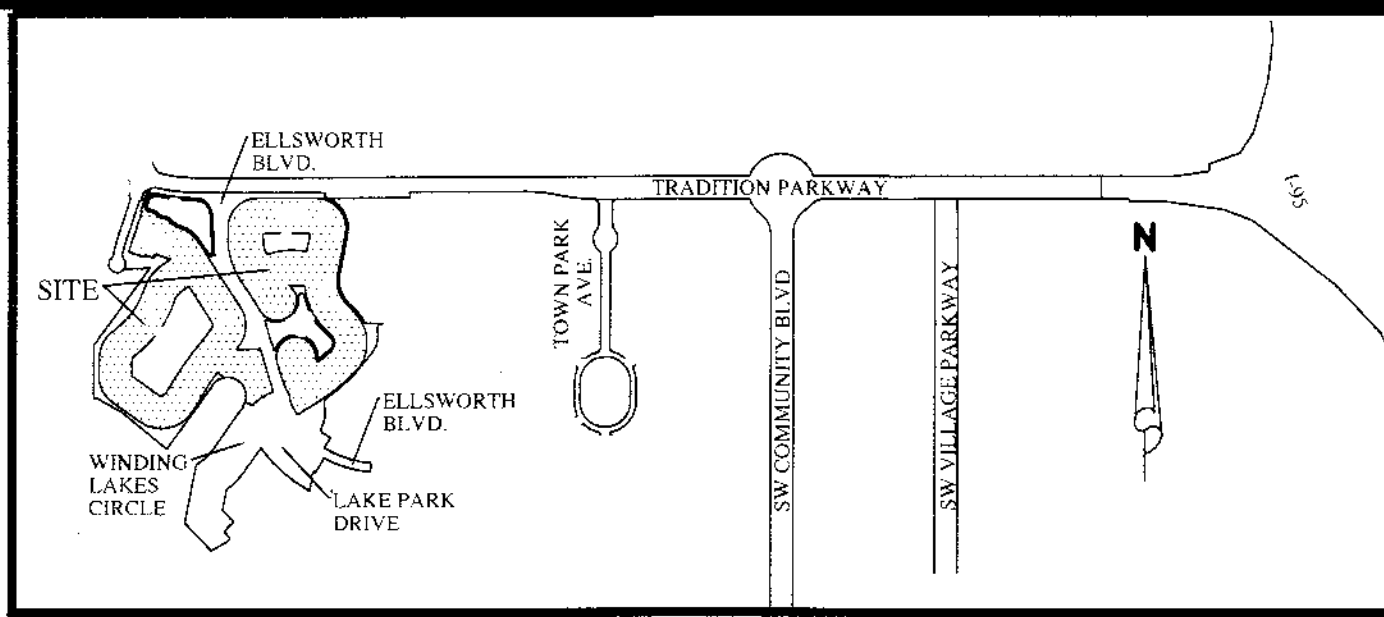 ELLSWORTH
BLVD.
TRADITION PARKWAY
I-95
N
SITE
TOWN PARK
AVE.
SW COMMUNITY BLVD
SW VILLAGE PARKWAY
ELLSWORTH
BLVD.
WINDING
LAKES
CIRCLE
LAKE PARK
DRIVE